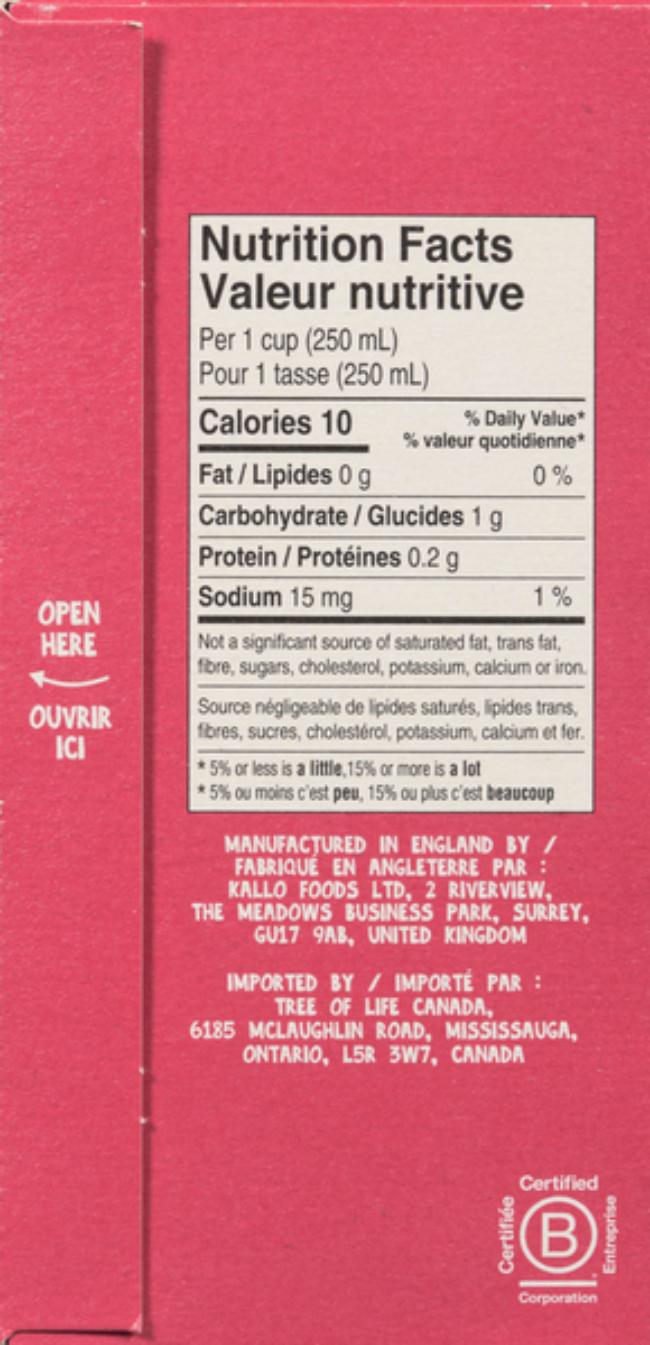 Nutrition Facts
Valeur nutritive
Per 1 cup (250 mL)
Pour 1 tasse (250 mL)
Calories 10
% Daily Value*
% valeur quotidienne*
Fat / Lipides 0 g 0 %
Carbohydrate / Glucides 1 g
Protein / Protéines 0.2 g
Sodium 15 mg 1 %
Not a significant source of saturated fat, trans fat,
fibre, sugars, cholesterol, potassium, calcium or iron.
Source négligeable de lipides saturés, lipides trans,
fibres, sucres, cholestérol, potassium, calcium et fer.
* 5% or less is a little,15% or more is a lot
* 5% ou moins c'est peu, 15% ou plus c'est beaucoup
OPEN
HERE
OUVRIR
ICI
MANUFACTURED IN ENGLAND BY /
FABRIQUÉ EN ANGLETERRE PAR :
KALLO FOODS LTD, 2 RIVERVIEW,
THE MEADOWS BUSINESS PARK, SURREY,
GU17 9AB, UNITED KINGDOM
IMPORTED BY / IMPORTÉ PAR :
TREE OF LIFE CANADA,
6185 MCLAUGHLIN ROAD, MISSISSAUGA,
ONTARIO, L5R 3W7, CANADA
Certified
Certifiée
B
Entreprise
Corporation